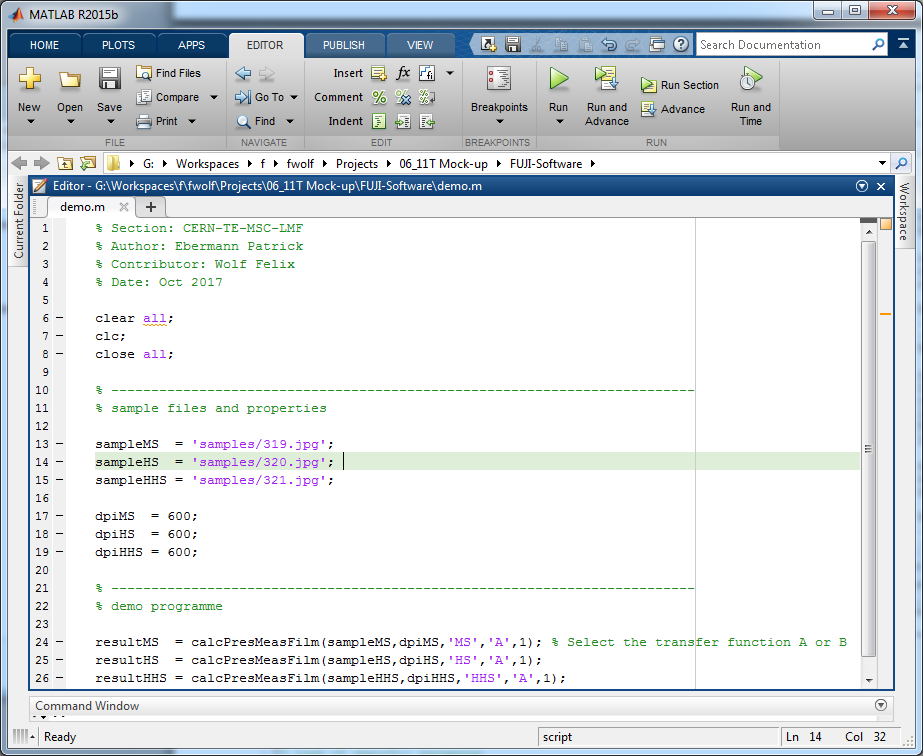 MATLAB R2015b
HOME PLOTS APPS EDITOR PUBLISH VIEW Search Documentation
New Open Save Find Files Compare Print
FILE
Go To Find
NAVIGATE
Insert fx
Comment % %
Indent
EDIT
Breakpoints
BREAKPOINTS
Run Run and Advance Run Section Advance Run and Time
RUN
G: Workspaces f fwolf Projects 06_11T Mock-up FUJI-Software
Current Folder
Workspace
Editor - G:\Workspaces\f\fwolf\Projects\06_11T Mock-up\FUJI-Software\demo.m
demo.m
1 % Section: CERN-TE-MSC-LMF
2 % Author: Ebermann Patrick
3 % Contributor: Wolf Felix
4 % Date: Oct 2017
5
6 – clear all;
7 – clc;
8 – close all;
9
10 % -------------------------------------------------------------------------
11 % sample files and properties
12
13 – sampleMS  = 'samples/319.jpg';
14 – sampleHS  = 'samples/320.jpg';
15 – sampleHHS = 'samples/321.jpg';
16
17 – dpiMS  = 600;
18 – dpiHS  = 600;
19 – dpiHHS = 600;
20
21 % -------------------------------------------------------------------------
22 % demo programme
23
24 – resultMS  = calcPresMeasFilm(sampleMS,dpiMS,'MS','A',1); % Select the transfer function A or B
25 – resultHS  = calcPresMeasFilm(sampleHS,dpiHS,'HS','A',1);
26 – resultHHS = calcPresMeasFilm(sampleHHS,dpiHHS,'HHS','A',1);
Command Window
Ready script Ln 14 Col 32